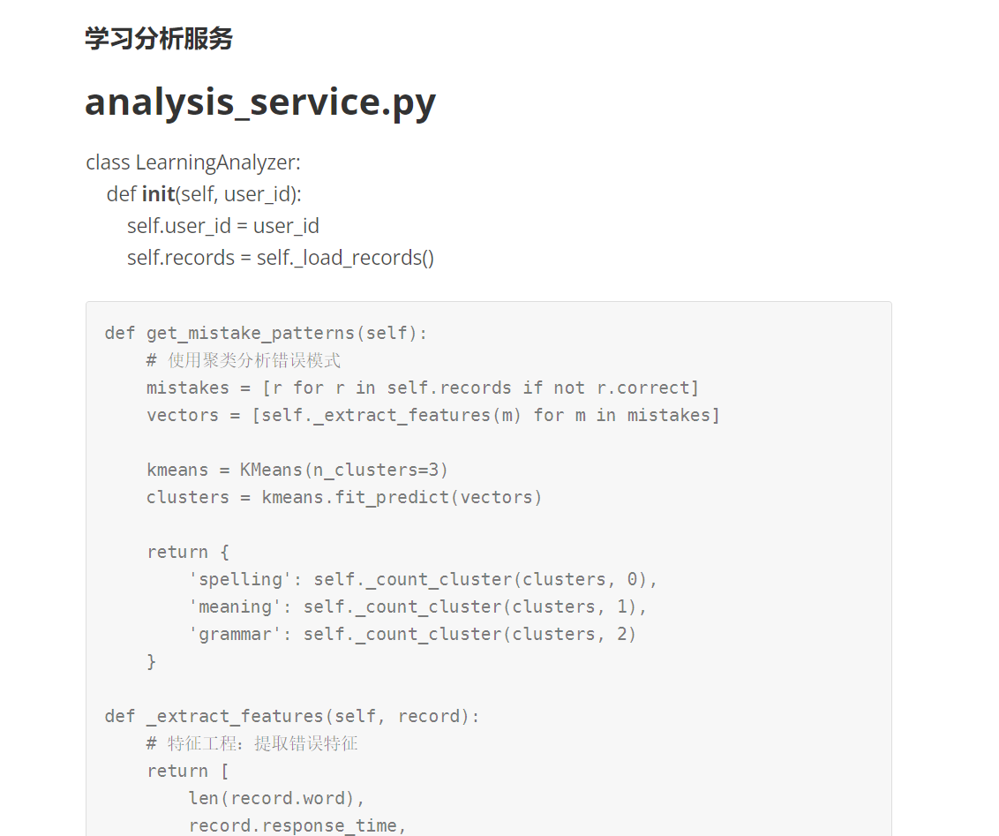 学习分析服务
analysis_service.py
class LearningAnalyzer:
def init(self, user_id):
self.user_id = user_id
self.records = self._load_records()
def get_mistake_patterns(self):
# 使用聚类分析错误模式
mistakes = [r for r in self.records if not r.correct]
vectors = [self._extract_features(m) for m in mistakes]
kmeans = KMeans(n_clusters=3)
clusters = kmeans.fit_predict(vectors)
return {
'spelling': self._count_cluster(clusters, 0),
'meaning': self._count_cluster(clusters, 1),
'grammar': self._count_cluster(clusters, 2)
}
def _extract_features(self, record):
# 特征工程：提取错误特征
return [
len(record.word),
record.response_time,